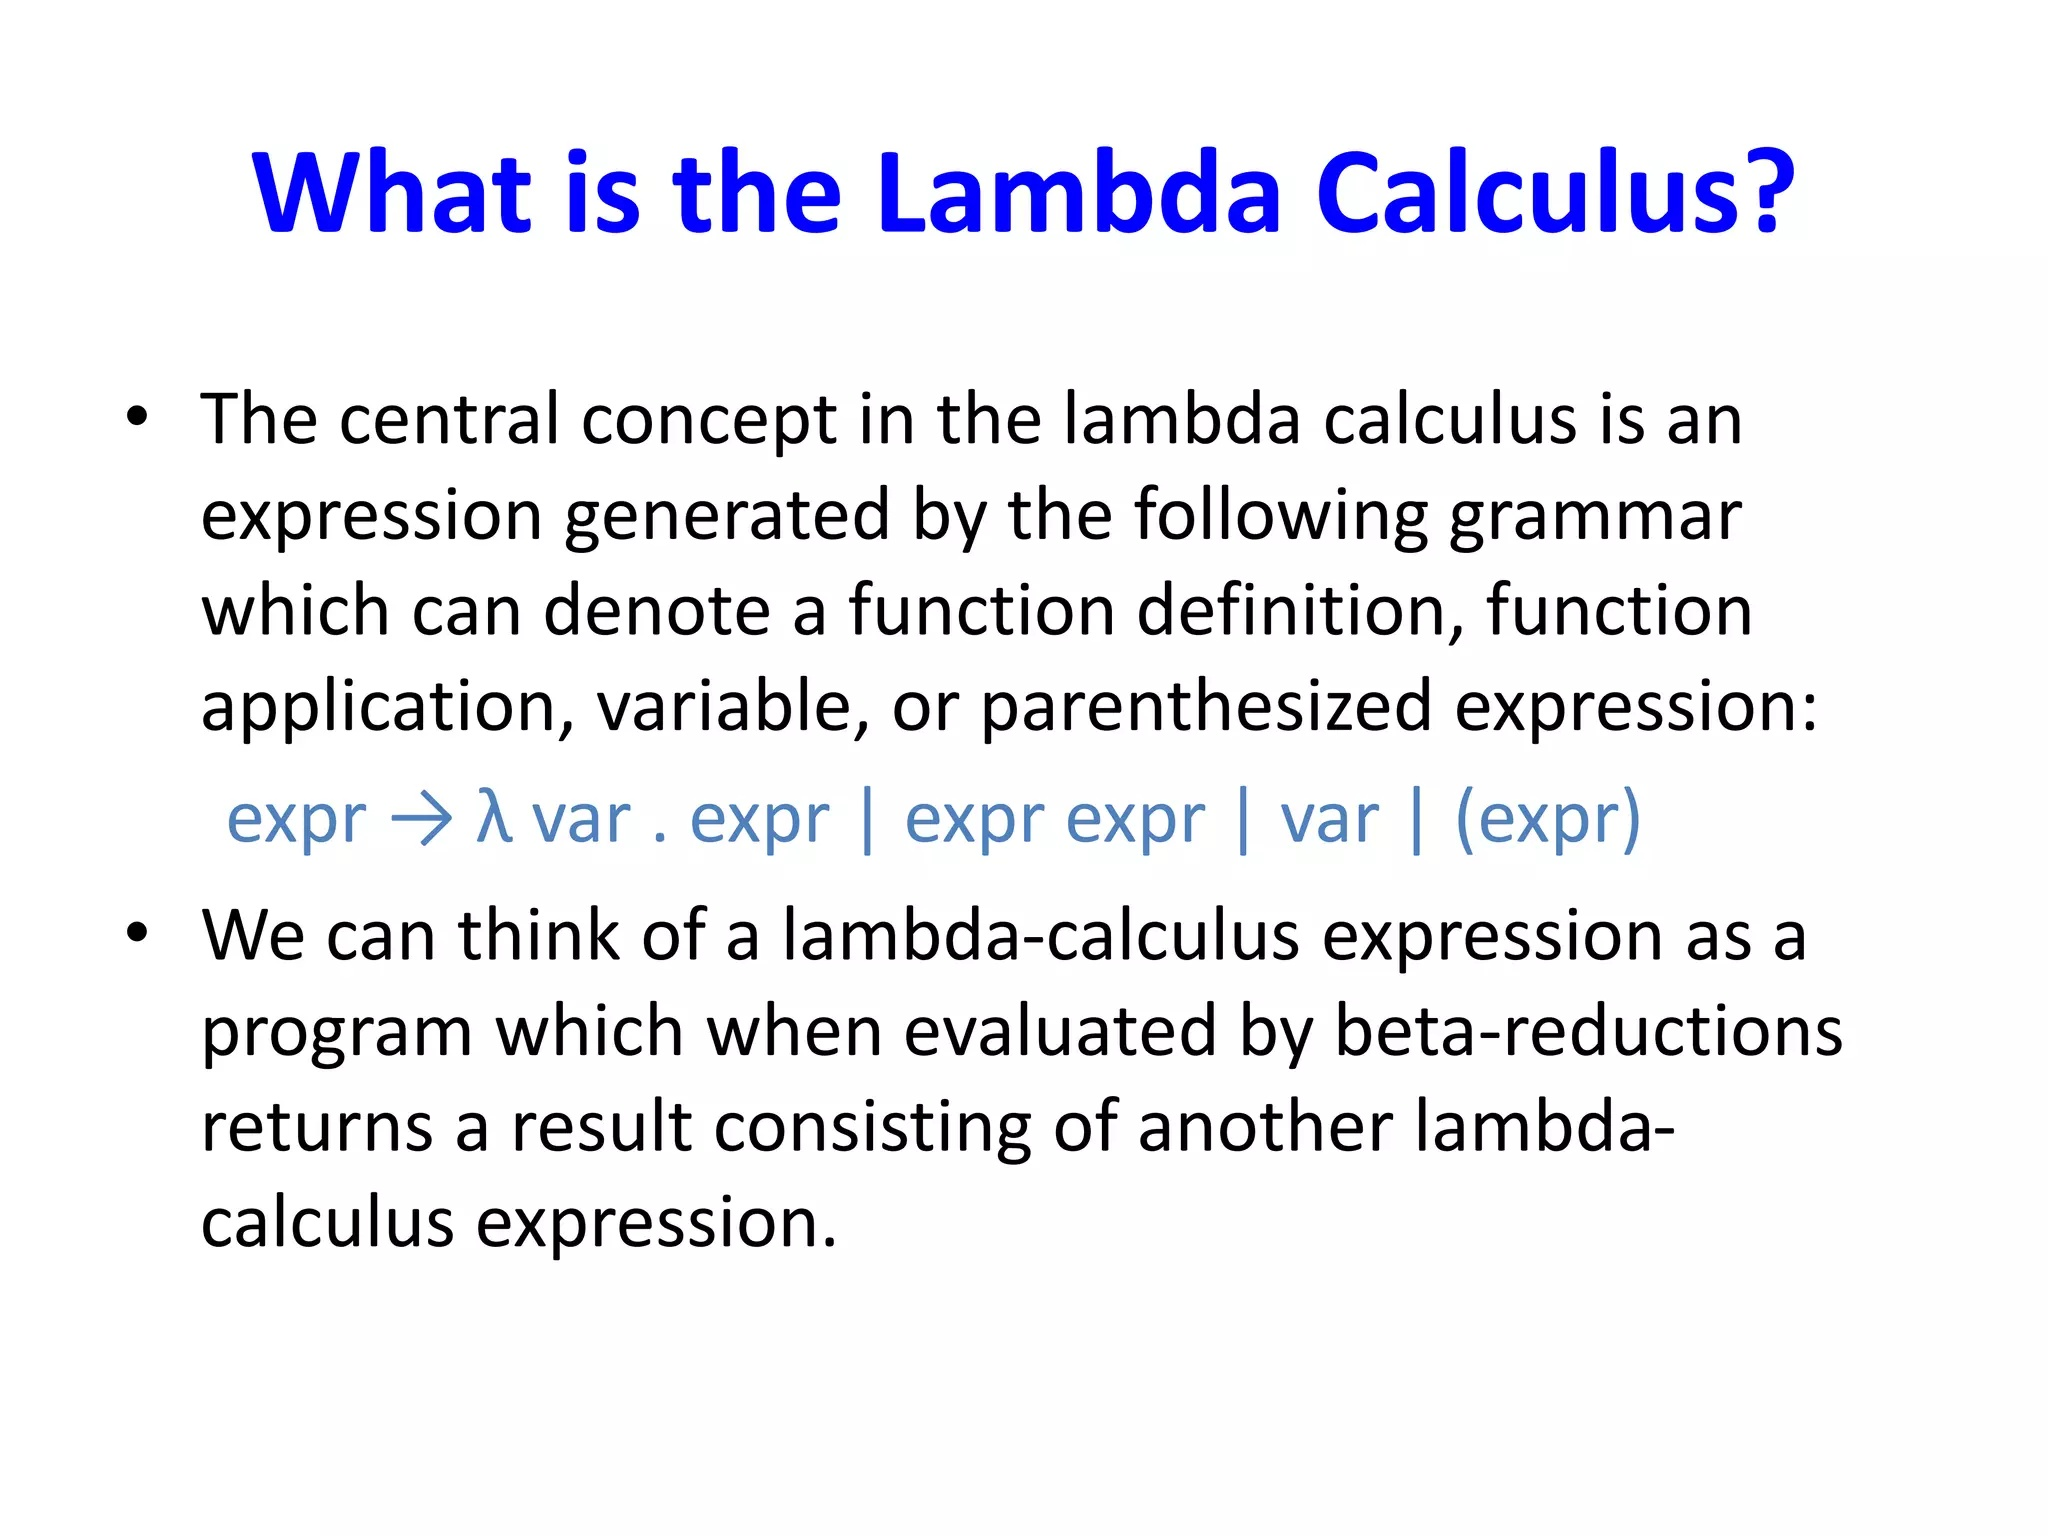 What is the Lambda Calculus?
• The central concept in the lambda calculus is an
expression generated by the following grammar
which can denote a function definition, function
application, variable, or parenthesized expression:
expr → λ var . expr | expr expr | var | (expr)
• We can think of a lambda-calculus expression as a
program which when evaluated by beta-reductions
returns a result consisting of another lambda-
calculus expression.